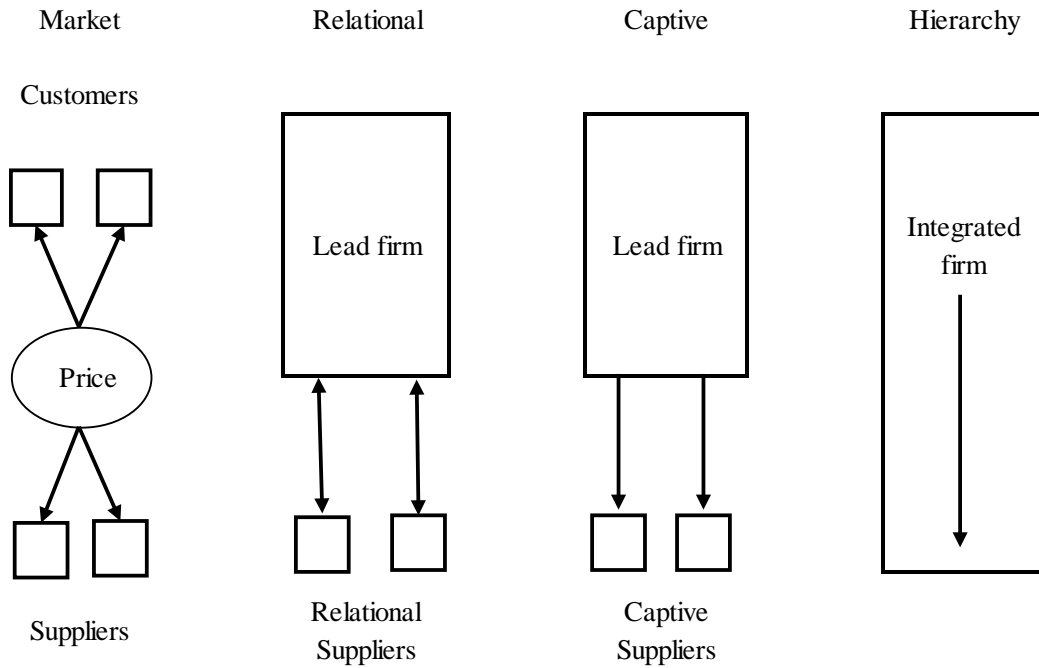 Market
Relational
Captive
Hierarchy
Customers
Lead firm
Lead firm
Integrated
firm
Price
Suppliers
Relational
Suppliers
Captive
Suppliers